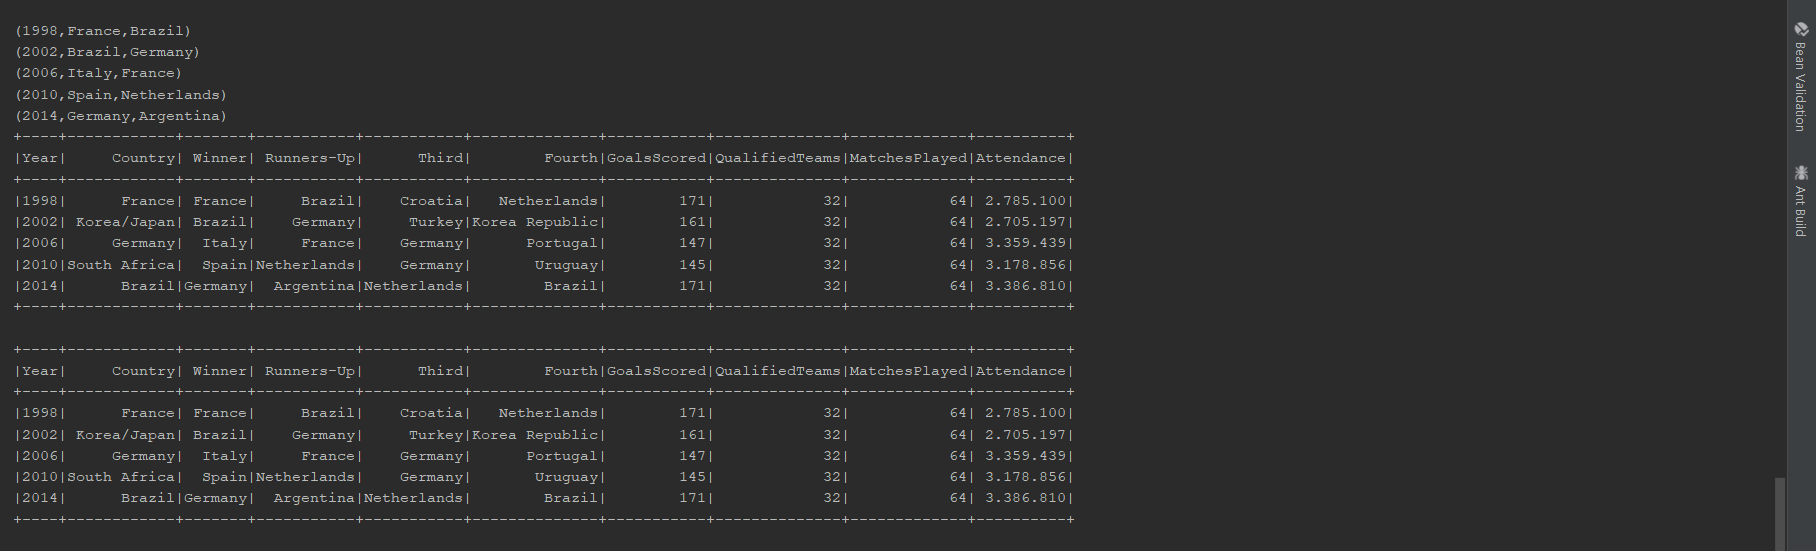 (1998,France,Brazil)
(2002,Brazil,Germany)
(2006,Italy,France)
(2010,Spain,Netherlands)
(2014,Germany,Argentina)
+----+------------+-------+-----------+-----------+--------------+-----------+--------------+-------------+----------+
|Year|     Country| Winner| Runners-Up|      Third|        Fourth|GoalsScored|QualifiedTeams|MatchesPlayed|Attendance|
+----+------------+-------+-----------+-----------+--------------+-----------+--------------+-------------+----------+
|1998|      France| France|     Brazil|    Croatia|   Netherlands|        171|            32|           64| 2.785.100|
|2002| Korea/Japan| Brazil|    Germany|     Turkey|Korea Republic|        161|            32|           64| 2.705.197|
|2006|     Germany|  Italy|     France|    Germany|      Portugal|        147|            32|           64| 3.359.439|
|2010|South Africa|  Spain|Netherlands|    Germany|       Uruguay|        145|            32|           64| 3.178.856|
|2014|      Brazil|Germany|  Argentina|Netherlands|        Brazil|        171|            32|           64| 3.386.810|
+----+------------+-------+-----------+-----------+--------------+-----------+--------------+-------------+----------+
+----+------------+-------+-----------+-----------+--------------+-----------+--------------+-------------+----------+
|Year|     Country| Winner| Runners-Up|      Third|        Fourth|GoalsScored|QualifiedTeams|MatchesPlayed|Attendance|
+----+------------+-------+-----------+-----------+--------------+-----------+--------------+-------------+----------+
|1998|      France| France|     Brazil|    Croatia|   Netherlands|        171|            32|           64| 2.785.100|
|2002| Korea/Japan| Brazil|    Germany|     Turkey|Korea Republic|        161|            32|           64| 2.705.197|
|2006|     Germany|  Italy|     France|    Germany|      Portugal|        147|            32|           64| 3.359.439|
|2010|South Africa|  Spain|Netherlands|    Germany|       Uruguay|        145|            32|           64| 3.178.856|
|2014|      Brazil|Germany|  Argentina|Netherlands|        Brazil|        171|            32|           64| 3.386.810|
+----+------------+-------+-----------+-----------+--------------+-----------+--------------+-------------+----------+
Bean Validation
Ant Build